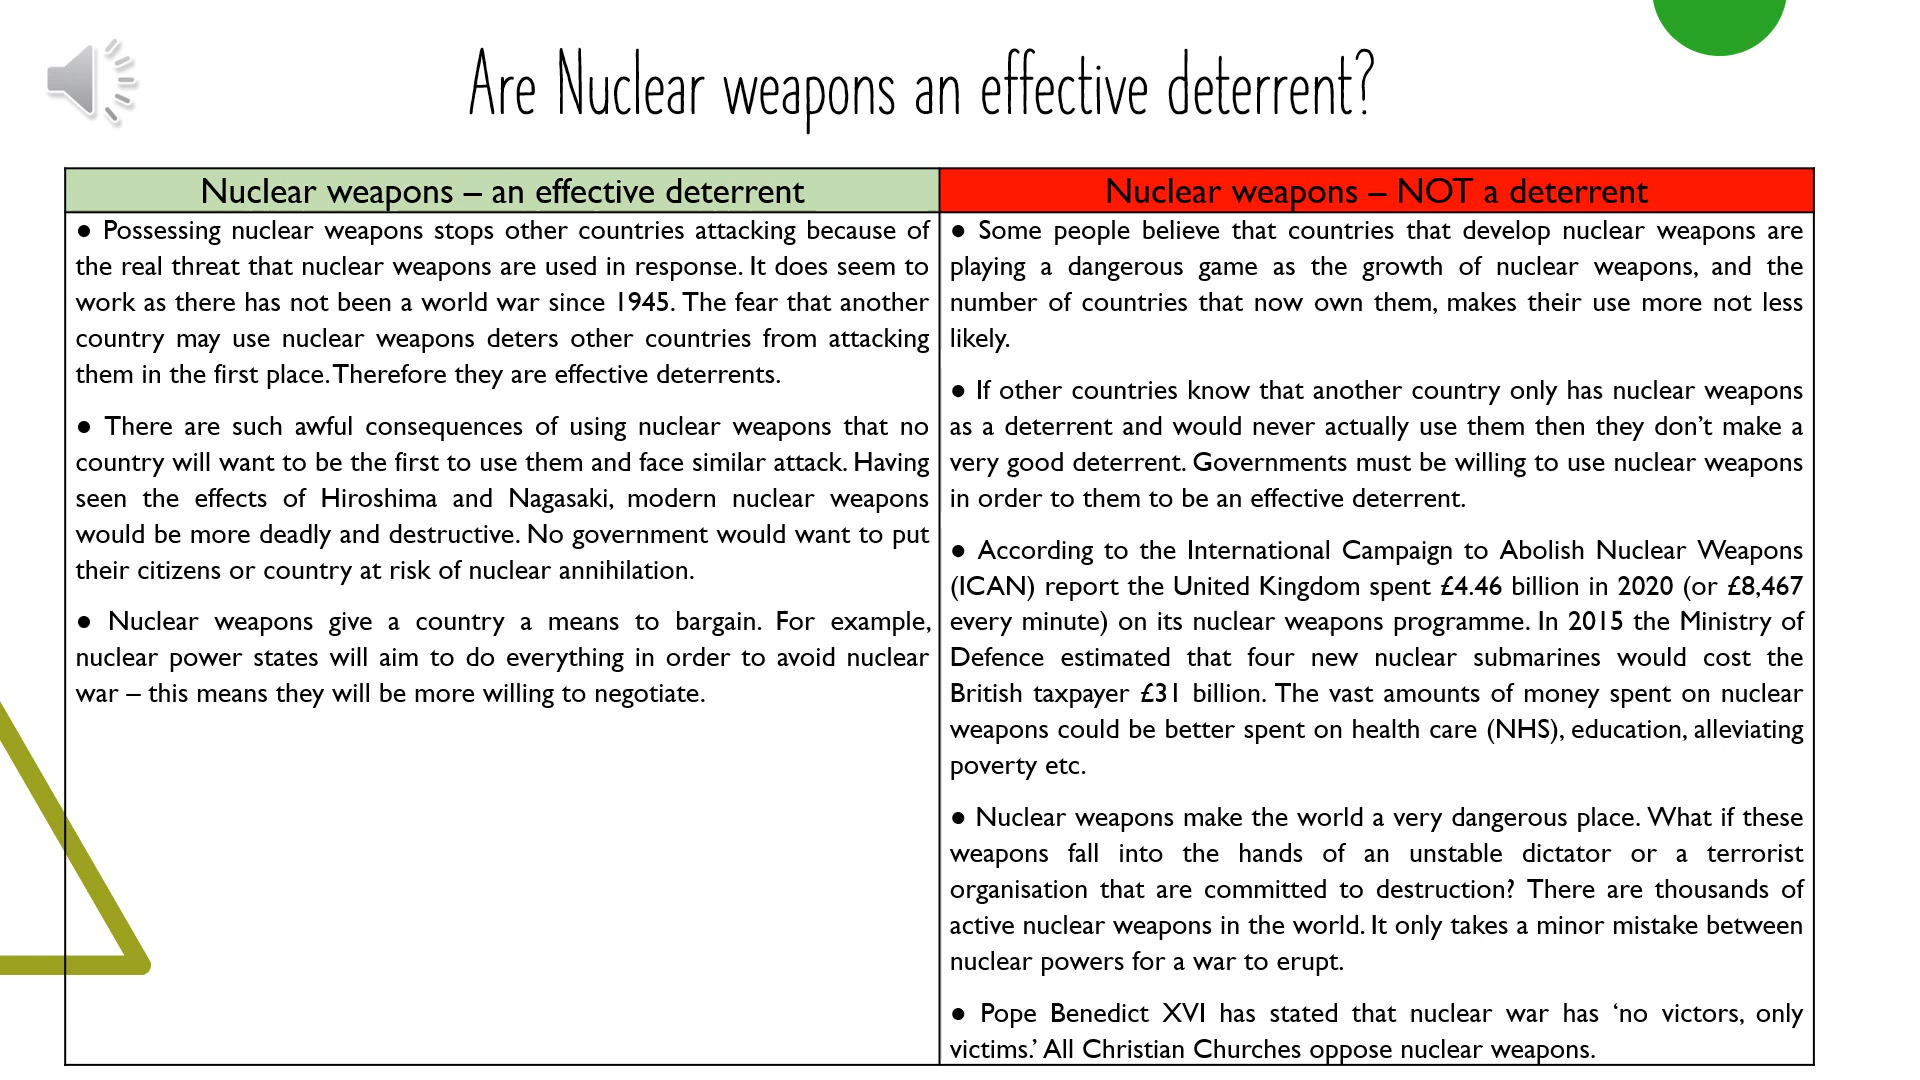 Are Nuclear weapons an effective deterrent?
Nuclear weapons – an effective deterrent
● Possessing nuclear weapons stops other countries attacking because of
the real threat that nuclear weapons are used in response. It does seem to
work as there has not been a world war since 1945. The fear that another
country may use nuclear weapons deters other countries from attacking
them in the first place. Therefore they are effective deterrents.
● There are such awful consequences of using nuclear weapons that no
country will want to be the first to use them and face similar attack. Having
seen the effects of Hiroshima and Nagasaki, modern nuclear weapons
would be more deadly and destructive. No government would want to put
their citizens or country at risk of nuclear annihilation.
● Nuclear weapons give a country a means to bargain. For example,
nuclear power states will aim to do everything in order to avoid nuclear
war – this means they will be more willing to negotiate.
Nuclear weapons – NOT a deterrent
● Some people believe that countries that develop nuclear weapons are
playing a dangerous game as the growth of nuclear weapons, and the
number of countries that now own them, makes their use more not less
likely.
● If other countries know that another country only has nuclear weapons
as a deterrent and would never actually use them then they don’t make a
very good deterrent. Governments must be willing to use nuclear weapons
in order to them to be an effective deterrent.
● According to the International Campaign to Abolish Nuclear Weapons
(ICAN) report the United Kingdom spent £4.46 billion in 2020 (or £8,467
every minute) on its nuclear weapons programme. In 2015 the Ministry of
Defence estimated that four new nuclear submarines would cost the
British taxpayer £31 billion. The vast amounts of money spent on nuclear
weapons could be better spent on health care (NHS), education, alleviating
poverty etc.
● Nuclear weapons make the world a very dangerous place. What if these
weapons fall into the hands of an unstable dictator or a terrorist
organisation that are committed to destruction? There are thousands of
active nuclear weapons in the world. It only takes a minor mistake between
nuclear powers for a war to erupt.
● Pope Benedict XVI has stated that nuclear war has ‘no victors, only
victims.’ All Christian Churches oppose nuclear weapons.